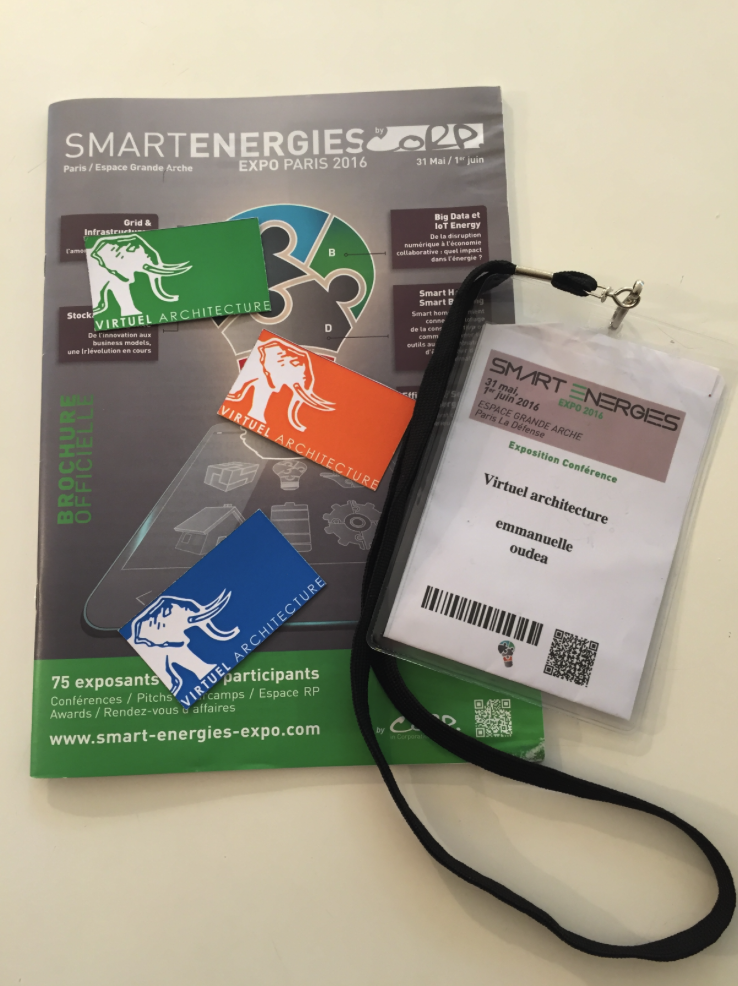 SMARTENERGIES by
EXPO PARIS 2016
Paris / Espace Grande Arche
31 Mai / 1er juin
Grid &
Big Data et
IoT Energy
De la disruption
numérique à l'économie
collaborative : quel impact
dans l'énergie ?
B
D
Smart
Smart
De l'innovation aux
business models,
une (r)évolution en cours
BROCHURE
OFFICIELLE
VIRTUEL ARCHITECTURE
VIRTUEL ARCHITECTURE
VIRTUEL ARCHITECTURE
75 exposants
participants
Conférences / Pitchs
camps / Espace RP
Awards / Rendez-vous d'affaires
www.smart-energies-expo.com
by
SMART ENERGIES
EXPO 2016
31 mai,
1er juin 2016
ESPACE GRANDE ARCHE
Paris La Défense
Exposition Conférence
Virtuel architecture
emmanuelle
oudea